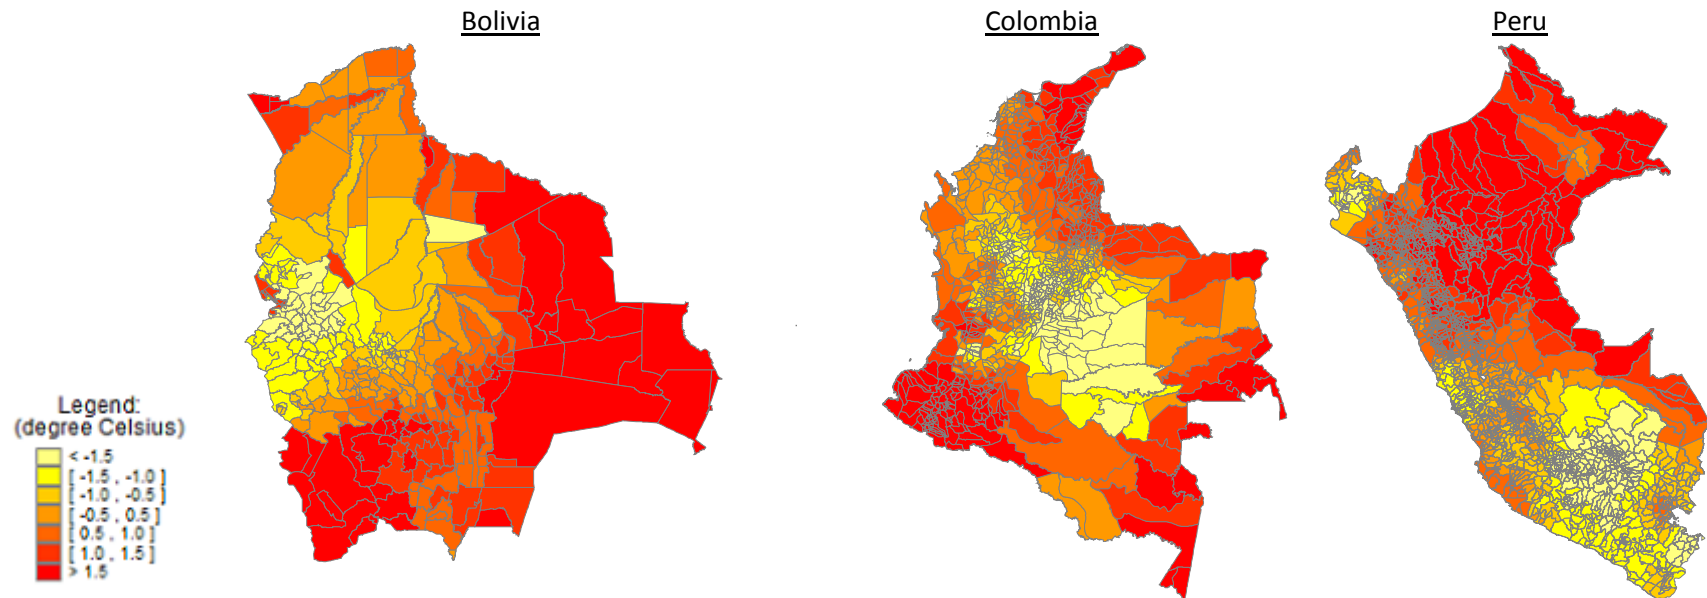 Bolivia
Colombia
Peru
Legend:
(degree Celsius)
< -1.5
[ -1.5 , -1.0 ]
[ -1.0 , -0.5 ]
[ -0.5 , 0.5 ]
[ 0.5 , 1.0 ]
[ 1.0 , 1.5 ]
> 1.5